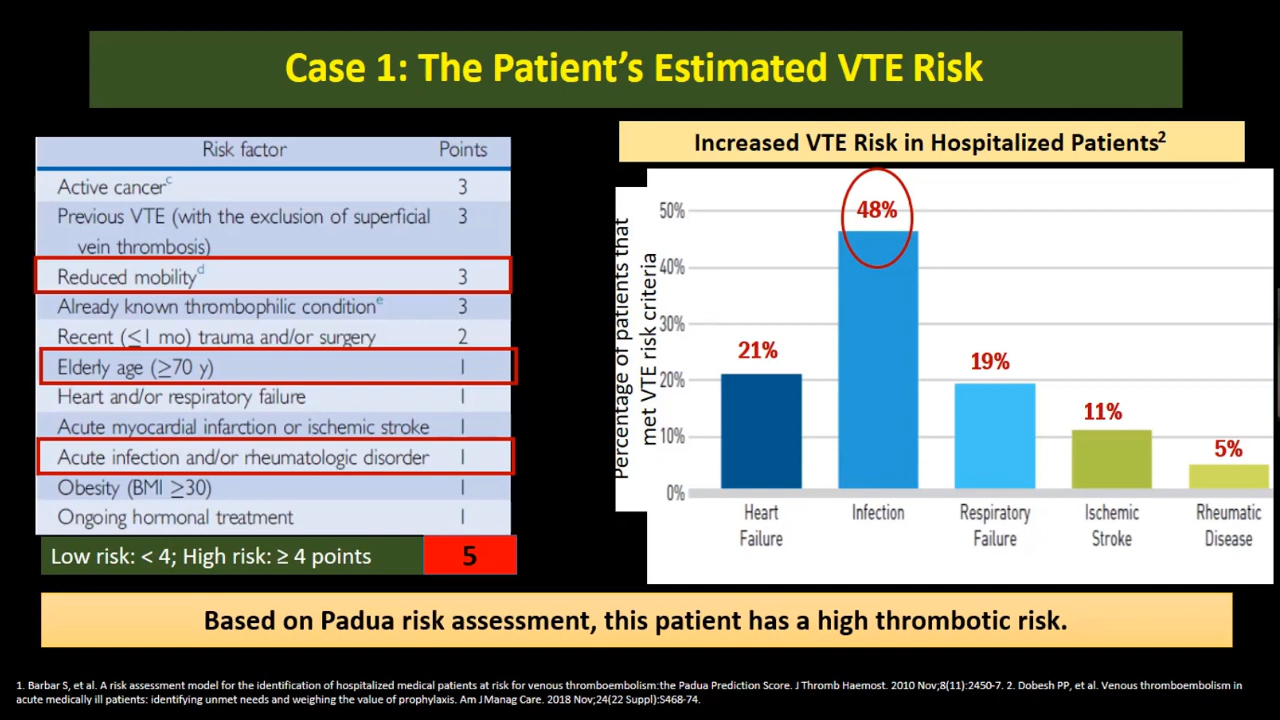 Case 1: The Patient's Estimated VTE Risk
Risk factor Points
Active cancerᶜ 3
Previous VTE (with the exclusion of superficial 3
vein thrombosis)
Reduced mobilityᵈ 3
Already known thrombophilic conditionᵉ 3
Recent (≤1 mo) trauma and/or surgery 2
Elderly age (≥70 y) 1
Heart and/or respiratory failure 1
Acute myocardial infarction or ischemic stroke 1
Acute infection and/or rheumatologic disorder 1
Obesity (BMI ≥30) 1
Ongoing hormonal treatment 1
Low risk: < 4; High risk: ≥ 4 points 5
Increased VTE Risk in Hospitalized Patients²
Percentage of patients that
met VTE risk criteria
50%
40%
30%
20%
10%
0%
21%
48%
19%
11%
5%
Heart
Failure
Infection
Respiratory
Failure
Ischemic
Stroke
Rheumatic
Disease
Based on Padua risk assessment, this patient has a high thrombotic risk.
1. Barbar S, et al. A risk assessment model for the identification of hospitalized medical patients at risk for venous thromboembolism:the Padua Prediction Score. J Thromb Haemost. 2010 Nov;8(11):2450-7. 2. Dobesh PP, et al. Venous thromboembolism in
acute medically ill patients: identifying unmet needs and weighing the value of prophylaxis. Am J Manag Care. 2018 Nov;24(22 Suppl):S468-74.